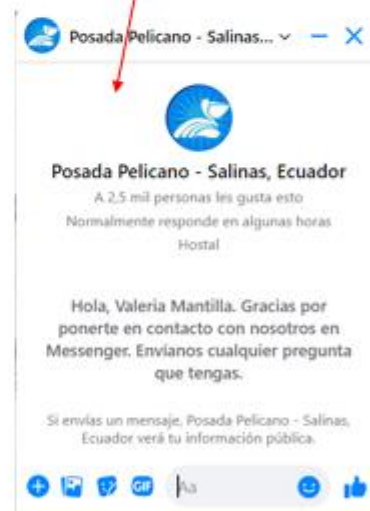 Posada Pelicano - Salinas...
Posada Pelicano - Salinas, Ecuador
A 2,5 mil personas les gusta esto
Normalmente responde en algunas horas
Hostal
Hola, Valeria Mantilla. Gracias por
ponerte en contacto con nosotros en
Messenger. Envíanos cualquier pregunta
que tengas.
Si envías un mensaje, Posada Pelicano - Salinas,
Ecuador verá tu información pública.
GIF Aa